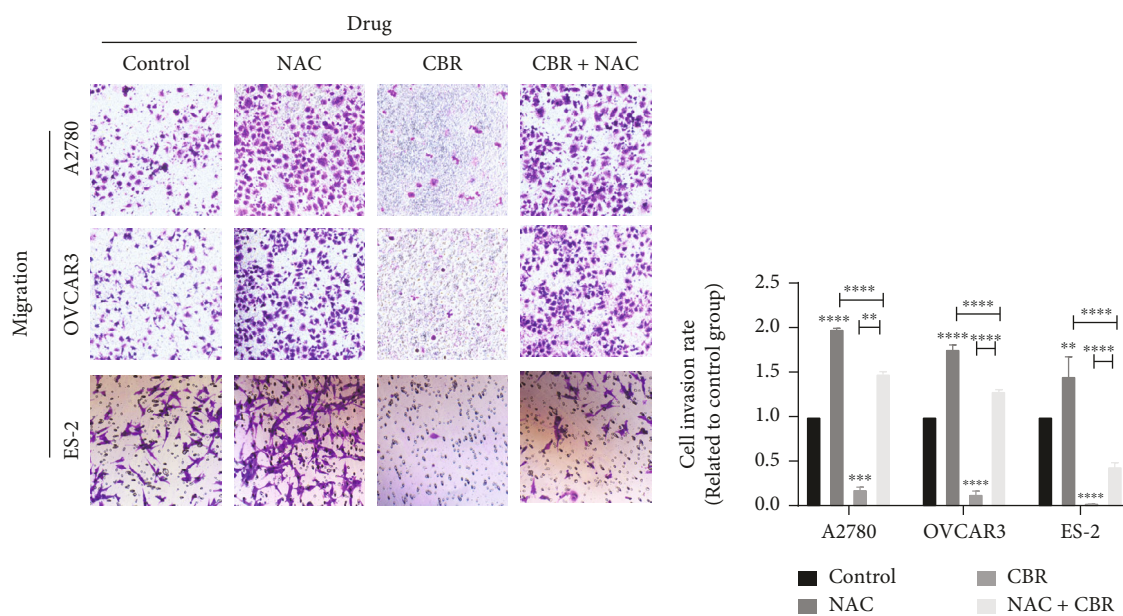 Drug
Control NAC CBR CBR + NAC
Migration
A2780
OVCAR3
ES-2
Cell invasion rate
(Related to control group)
2.5
2.0
1.5
1.0
0.5
0.0
**** **** ** ***
**** **** **** ****
** **** **** ****
A2780 OVCAR3 ES-2
Control CBR
NAC NAC + CBR